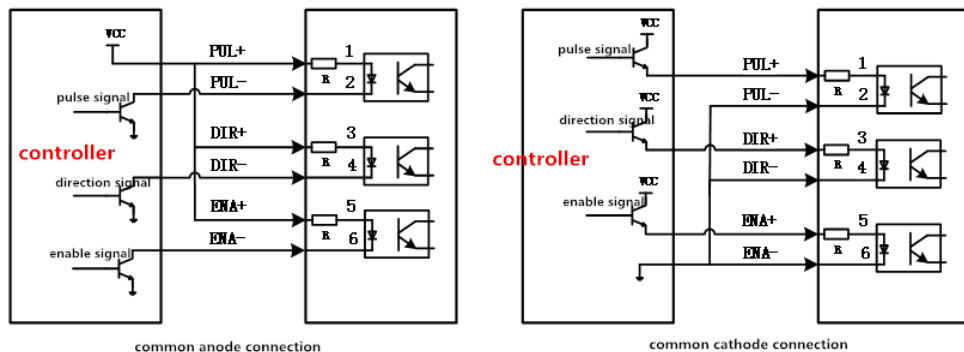 VCC
PUL+
1
R
PUL-
2
pulse signal
DIR+
3
R
controller
DIR-
4
direction signal
ENA+
5
R
ENA-
6
enable signal
common anode connection
VCC
pulse signal
PUL+
1
R
PUL-
2
VCC
direction signal
DIR+
3
R
controller
DIR-
4
VCC
enable signal
ENA+
5
R
ENA-
6
common cathode connection